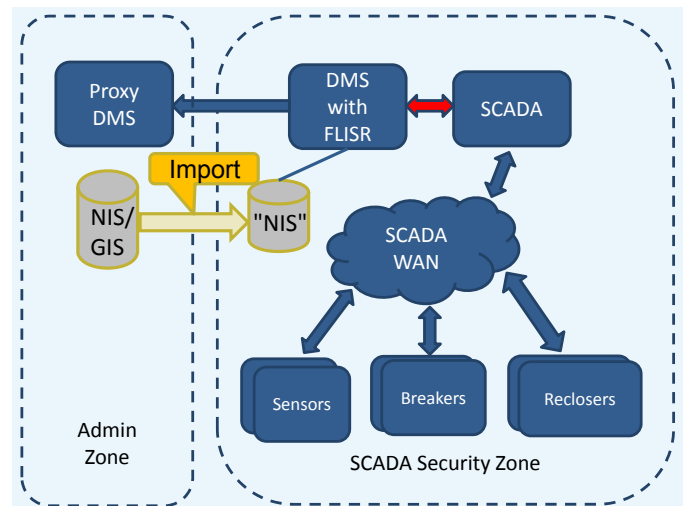 Proxy
DMS
DMS
with
FLISR
SCADA
Import
NIS/
GIS
"NIS"
SCADA
WAN
Sensors
Breakers
Reclosers
Admin
Zone
SCADA Security Zone